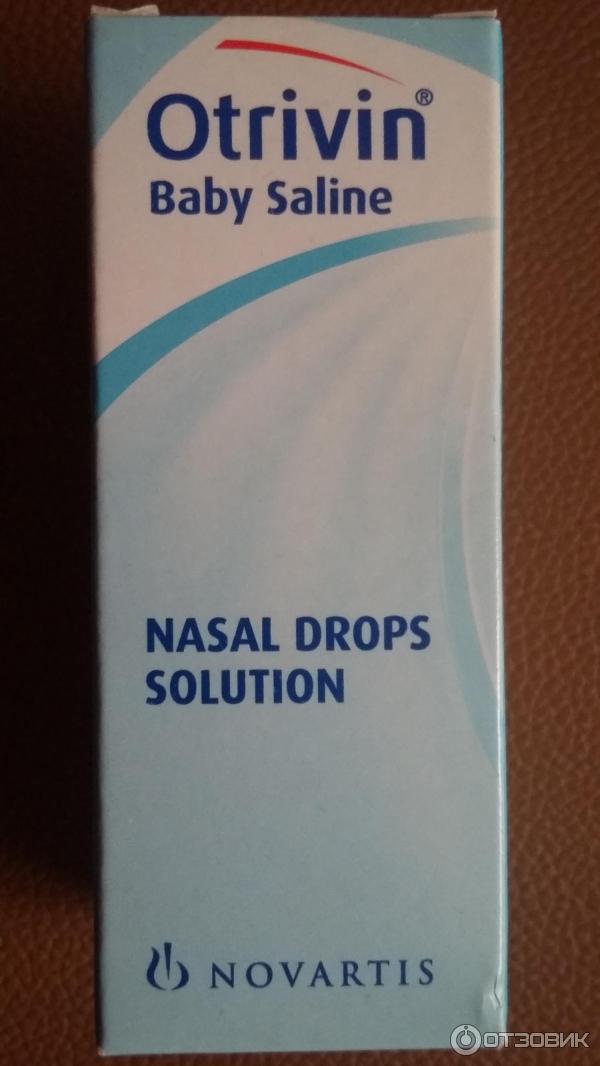 Otrivin®
Baby Saline
NASAL DROPS
SOLUTION
NOVARTIS
ОТЗОВИК